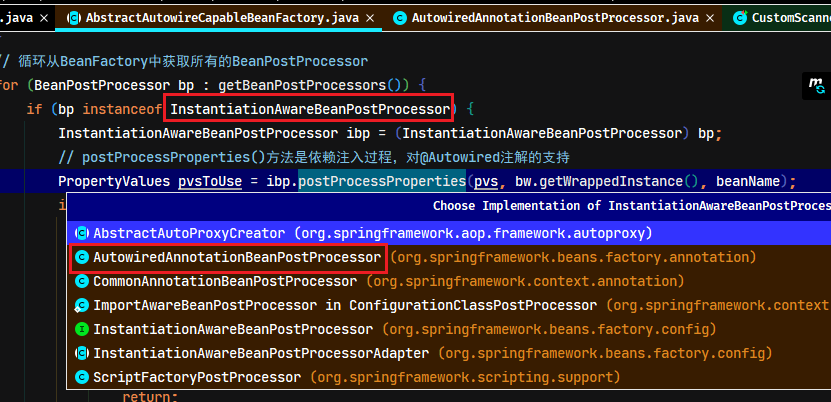 .java × AbstractAutowireCapableBeanFactory.java × AutowiredAnnotationBeanPostProcessor.java × CustomScanne
// 循环从BeanFactory中获取所有的BeanPostProcessor
for (BeanPostProcessor bp : getBeanPostProcessors()) {
if (bp instanceof InstantiationAwareBeanPostProcessor) {
InstantiationAwareBeanPostProcessor ibp = (InstantiationAwareBeanPostProcessor) bp;
// postProcessProperties()方法是依赖注入过程，对@Autowired注解的支持
PropertyValues pvsToUse = ibp.postProcessProperties(pvs, bw.getWrappedInstance(), beanName);
i
Choose Implementation of InstantiationAwareBeanPostProces
AbstractAutoProxyCreator (org.springframework.aop.framework.autoproxy)
AutowiredAnnotationBeanPostProcessor (org.springframework.beans.factory.annotation)
CommonAnnotationBeanPostProcessor (org.springframework.context.annotation)
ImportAwareBeanPostProcessor in ConfigurationClassPostProcessor (org.springframework.context
InstantiationAwareBeanPostProcessor (org.springframework.beans.factory.config)
InstantiationAwareBeanPostProcessorAdapter (org.springframework.beans.factory.config)
ScriptFactoryPostProcessor (org.springframework.scripting.support)
return;